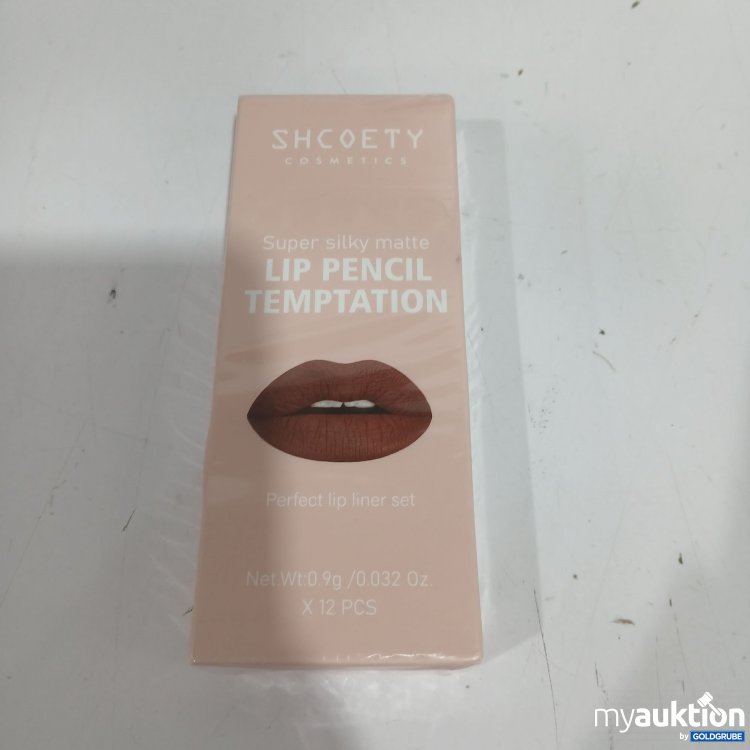 SHCOETY
COSMETICS
Super silky matte
LIP PENCIL
TEMPTATION
Perfect lip liner set
Net.Wt:0.9g /0.032 Oz.
X 12 PCS
myauktion
by GOLDGRUBE